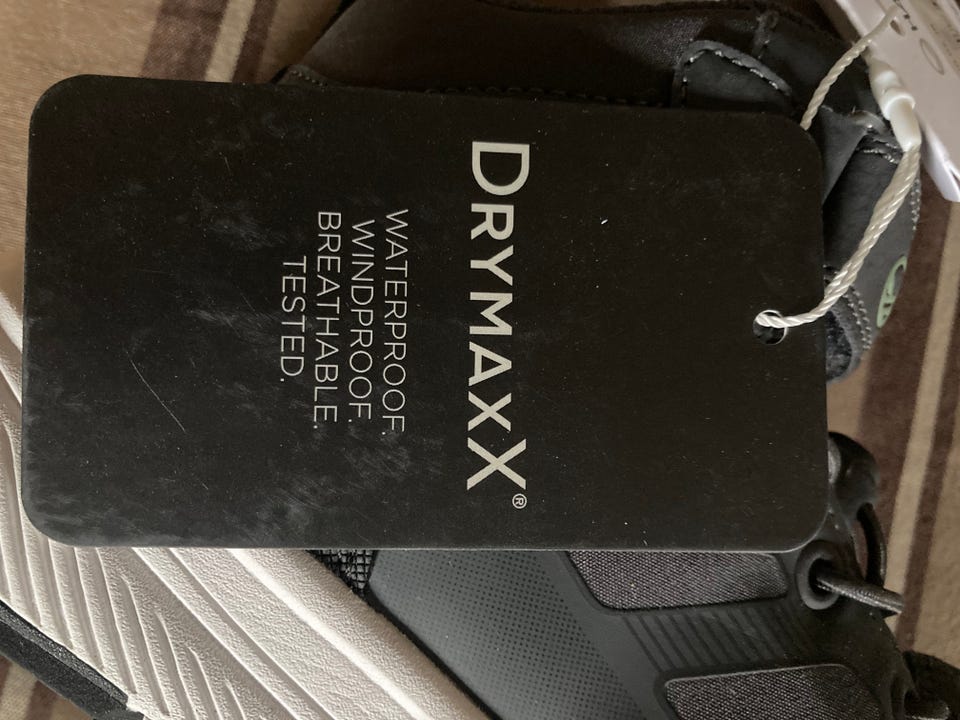 DRYMAXX®
WATERPROOF.
WINDPROOF.
BREATHABLE.
TESTED.